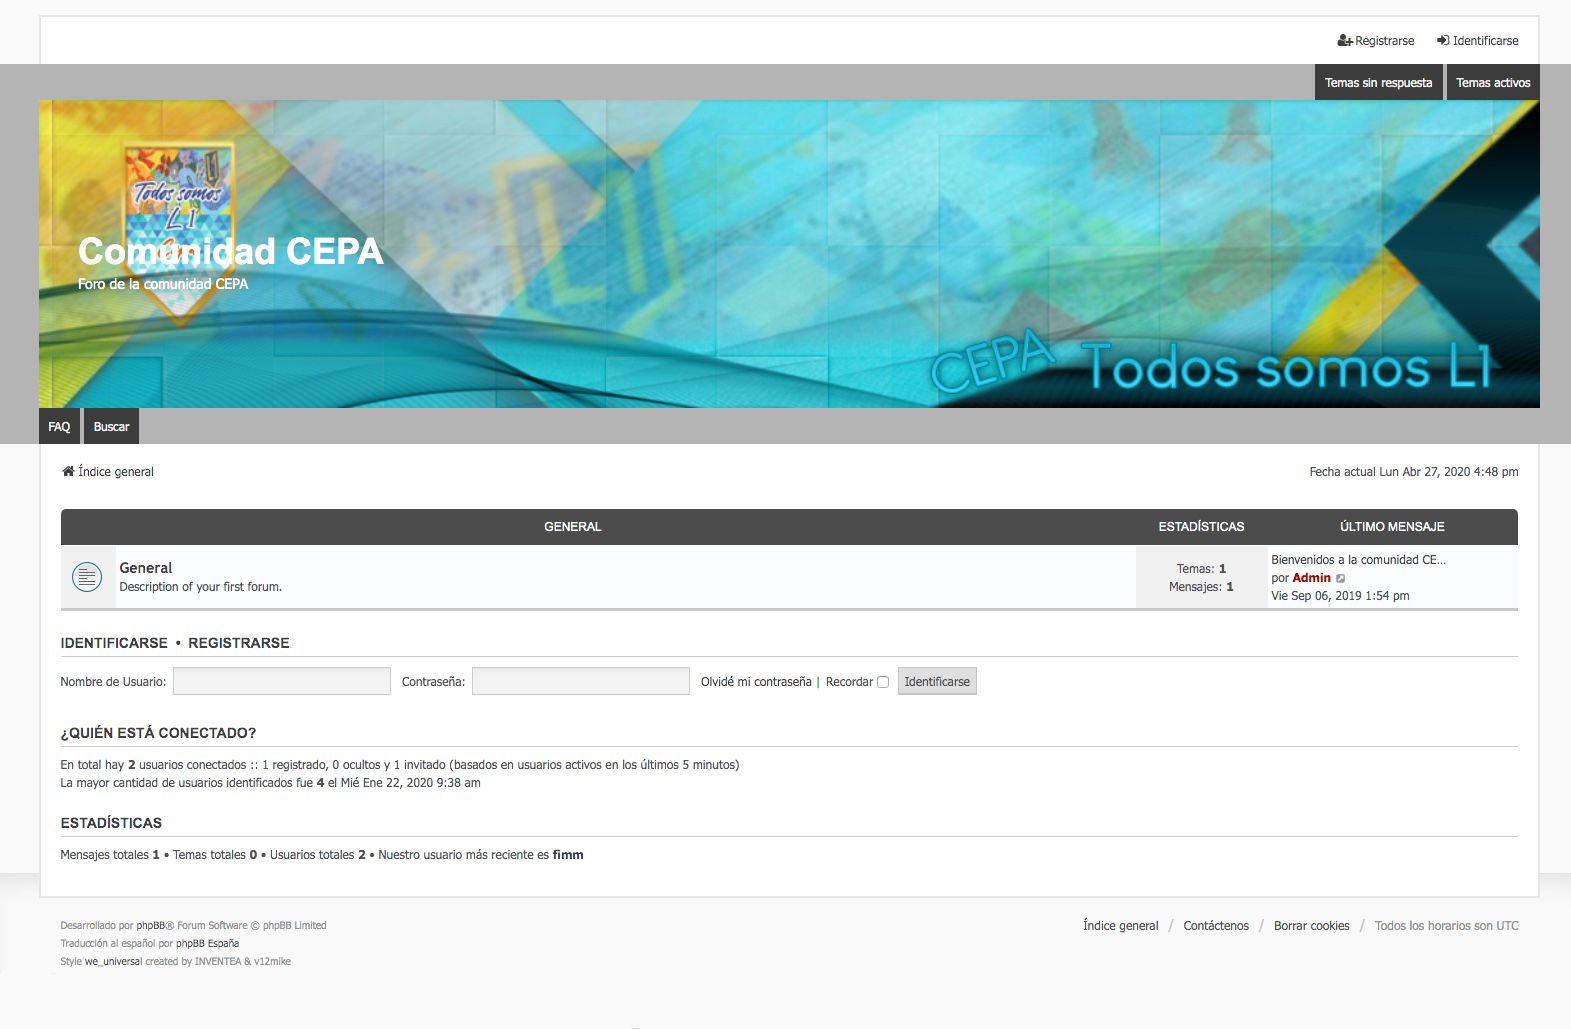 Registrarse
Identificarse
Temas sin respuesta
Temas activos
Todos somos
L1
Comunidad CEPA
Foro de la comunidad CEPA
CEPA Todos somos L1
FAQ
Buscar
Índice general
Fecha actual Lun Abr 27, 2020 4:48 pm
GENERAL
ESTADÍSTICAS
ÚLTIMO MENSAJE
General
Description of your first forum.
Temas: 1
Mensajes: 1
Bienvenidos a la comunidad CE...
por Admin
Vie Sep 06, 2019 1:54 pm
IDENTIFICARSE • REGISTRARSE
Nombre de Usuario:
Contraseña:
Olvidé mi contraseña | Recordar
Identificarse
¿QUIÉN ESTÁ CONECTADO?
En total hay 2 usuarios conectados :: 1 registrado, 0 ocultos y 1 invitado (basados en usuarios activos en los últimos 5 minutos)
La mayor cantidad de usuarios identificados fue 4 el Mié Ene 22, 2020 9:38 am
ESTADÍSTICAS
Mensajes totales 1 • Temas totales 0 • Usuarios totales 2 • Nuestro usuario más reciente es fimm
Desarrollado por phpBB® Forum Software © phpBB Limited
Traducción al español por phpBB España
Style we_universal created by INVENTEA & v12mike
Índice general / Contáctenos / Borrar cookies / Todos los horarios son UTC